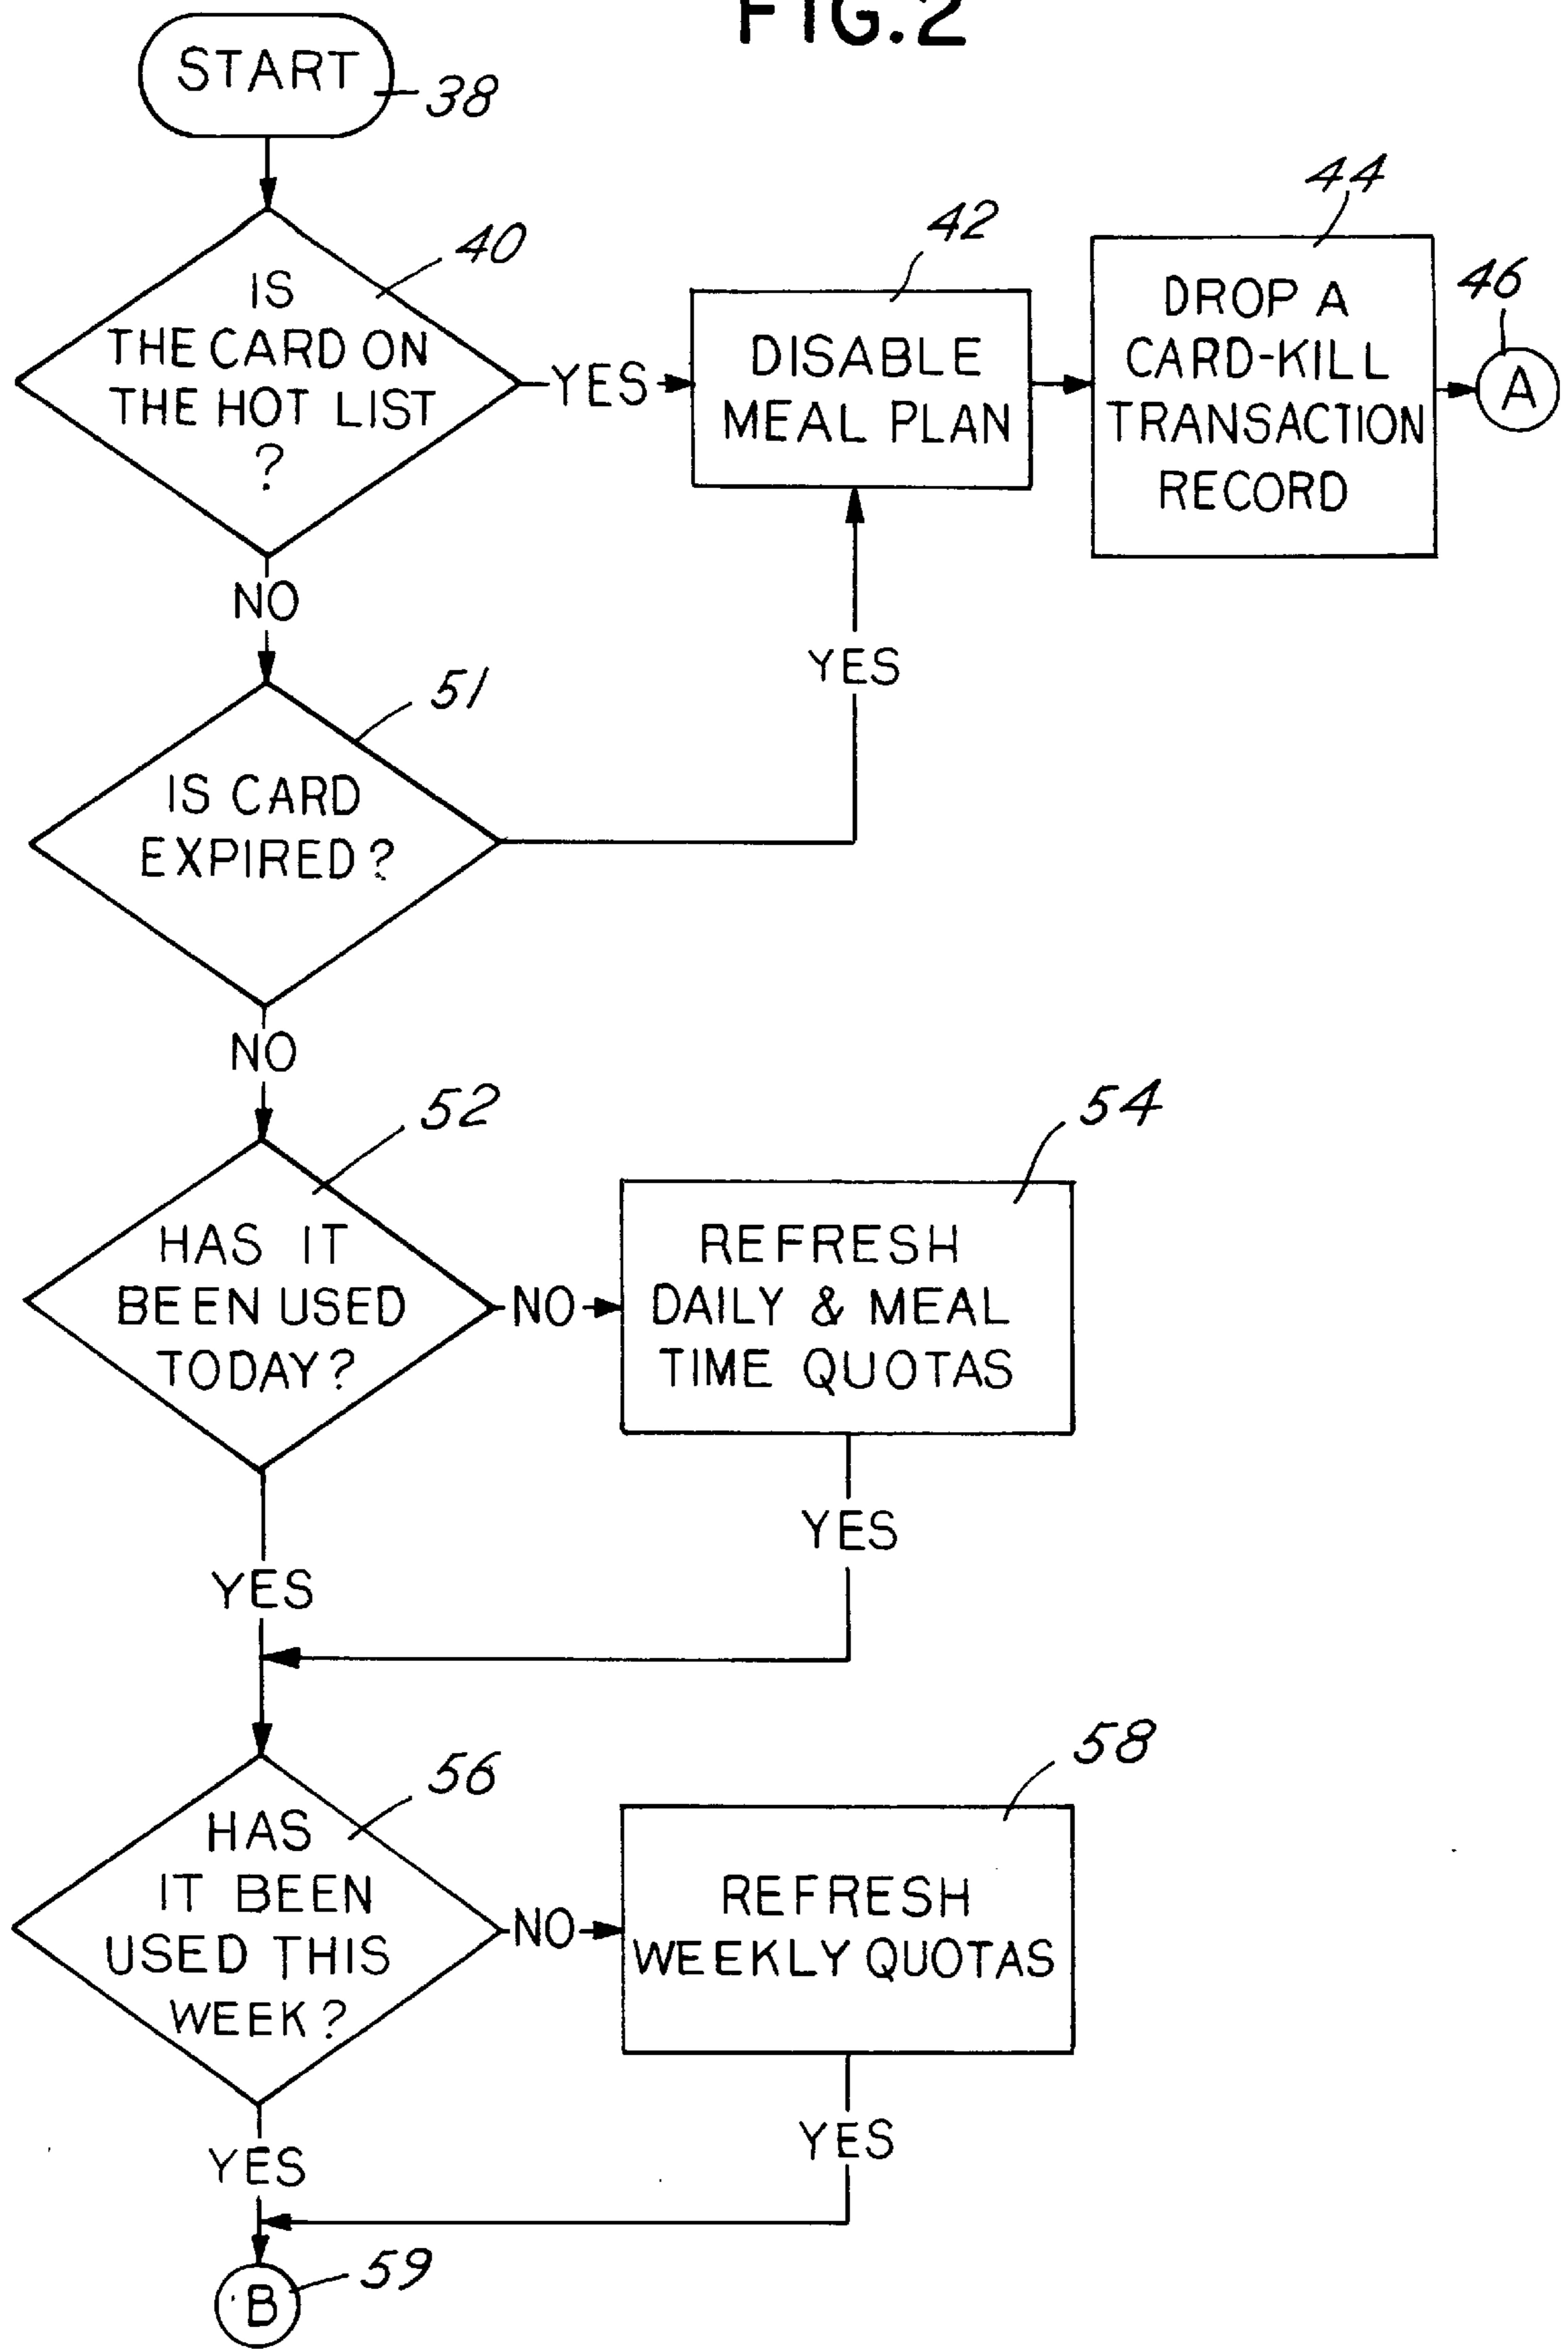 FIG.2
START
38
40
IS
THE CARD ON
THE HOT LIST
?
YES
42
DISABLE
MEAL PLAN
44
DROP A
CARD-KILL
TRANSACTION
RECORD
46
A
NO
51
IS CARD
EXPIRED?
YES
NO
52
HAS IT
BEEN USED
TODAY?
NO
54
REFRESH
DAILY & MEAL
TIME QUOTAS
YES
YES
56
HAS
IT BEEN
USED THIS
WEEK?
NO
58
REFRESH
WEEKLY QUOTAS
YES
YES
B
59